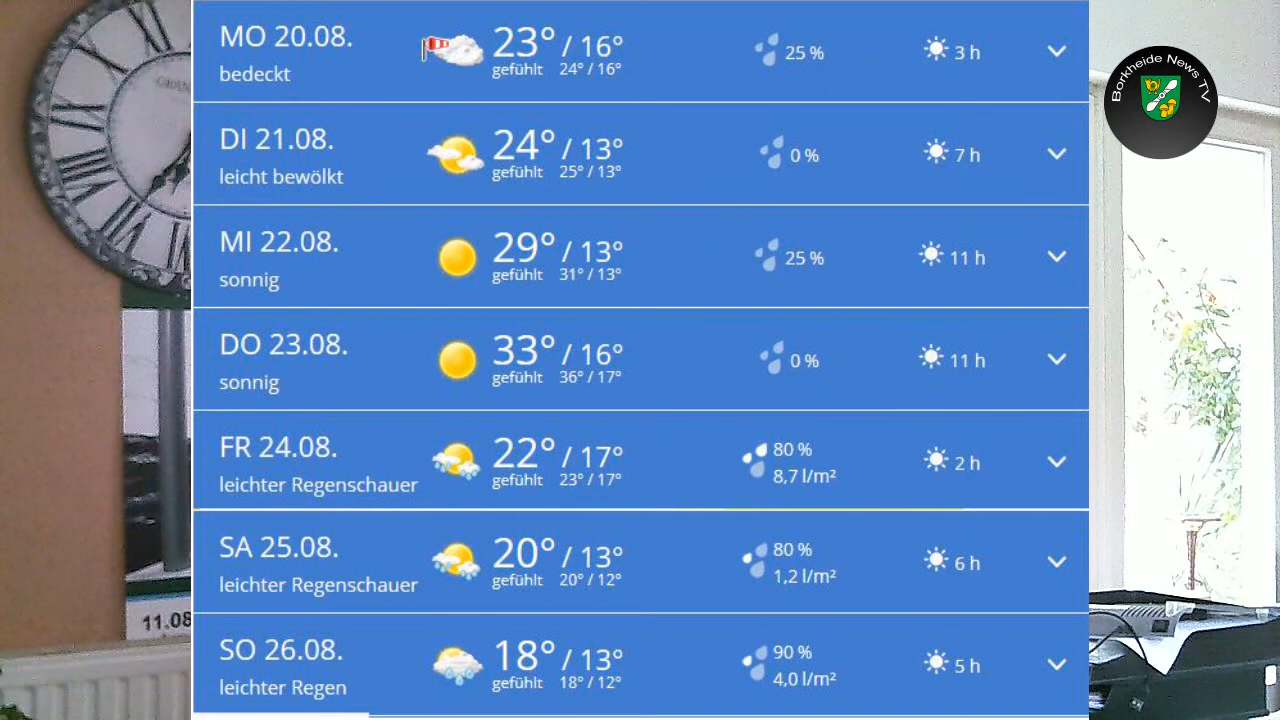 MO 20.08.
bedeckt
23° / 16°
gefühlt 24° / 16°
25 %
3 h
DI 21.08.
leicht bewölkt
24° / 13°
gefühlt 25° / 13°
0 %
7 h
MI 22.08.
sonnig
29° / 13°
gefühlt 31° / 13°
25 %
11 h
DO 23.08.
sonnig
33° / 16°
gefühlt 36° / 17°
0 %
11 h
FR 24.08.
leichter Regenschauer
22° / 17°
gefühlt 23° / 17°
80 %
8,7 l/m²
2 h
SA 25.08.
leichter Regenschauer
20° / 13°
gefühlt 20° / 12°
80 %
1,2 l/m²
6 h
SO 26.08.
leichter Regen
18° / 13°
gefühlt 18° / 12°
90 %
4,0 l/m²
5 h
Borkheide News TV
11.08